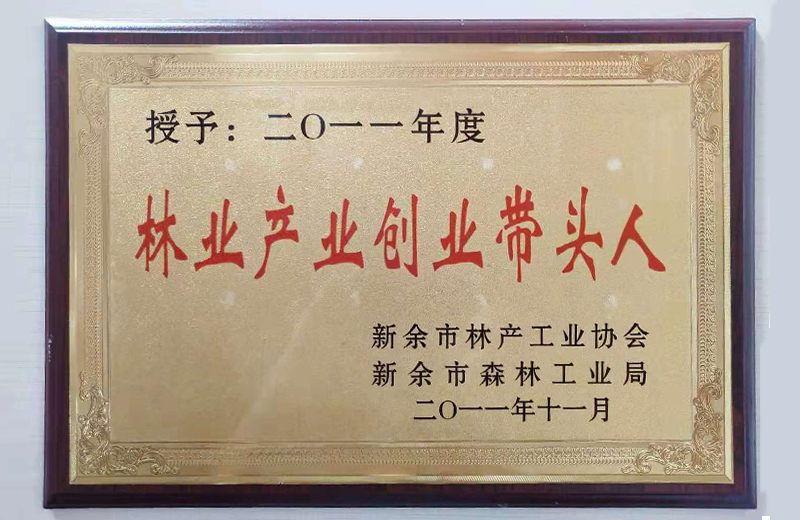 授予：二〇一一年度
林业产业创业带头人
新余市林产工业协会
新余市森林工业局
二〇一一年十一月